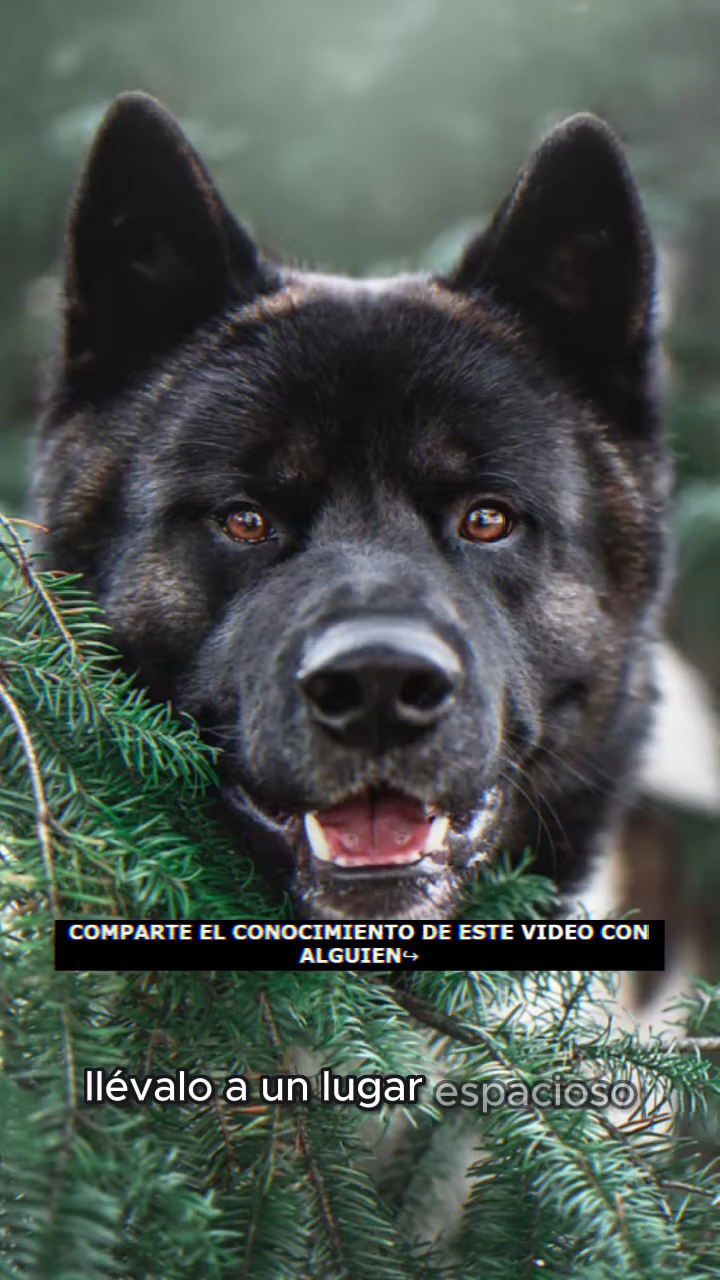 COMPARTE EL CONOCIMIENTO DE ESTE VIDEO CON
ALGUIEN↪
llévalo a un lugar espacioso